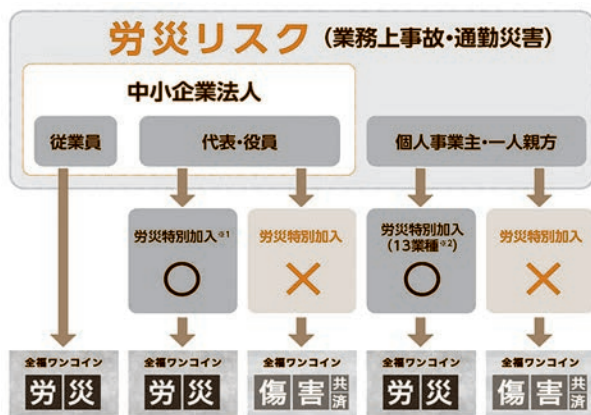 労災リスク(業務上事故・通勤災害)
中小企業法人
従業員
代表・役員
個人事業主・一人親方
労災特別加入※1
○
労災特別加入
×
労災特別加入
(13業種※2)
○
労災特別加入
×
全福ワンコイン
労災
全福ワンコイン
労災
全福ワンコイン
傷害共済
全福ワンコイン
労災
全福ワンコイン
傷害共済